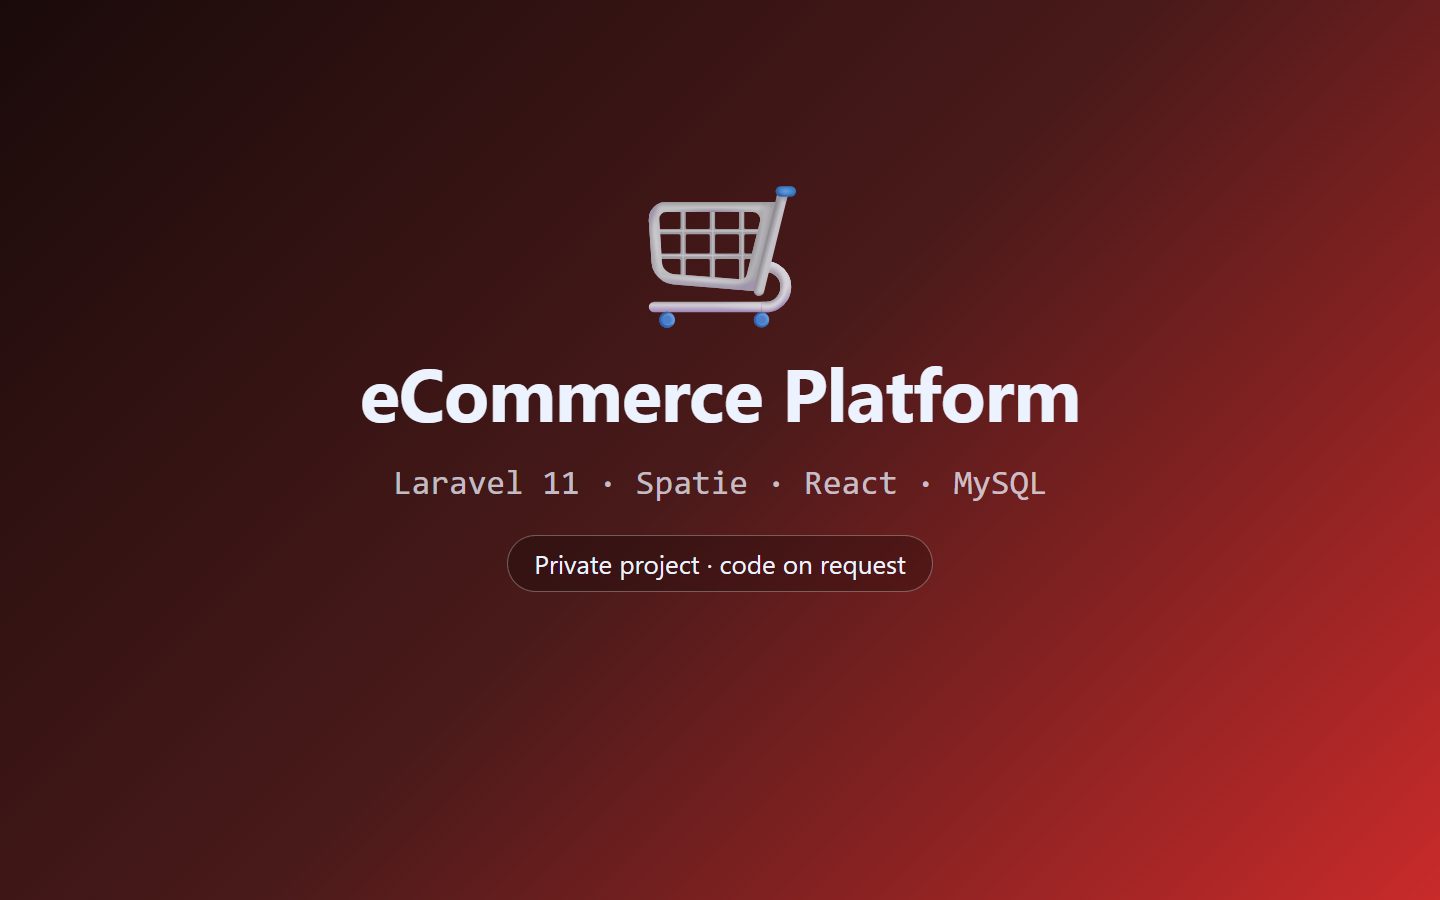 eCommerce Platform
Laravel 11 · Spatie · React · MySQL
Private project · code on request